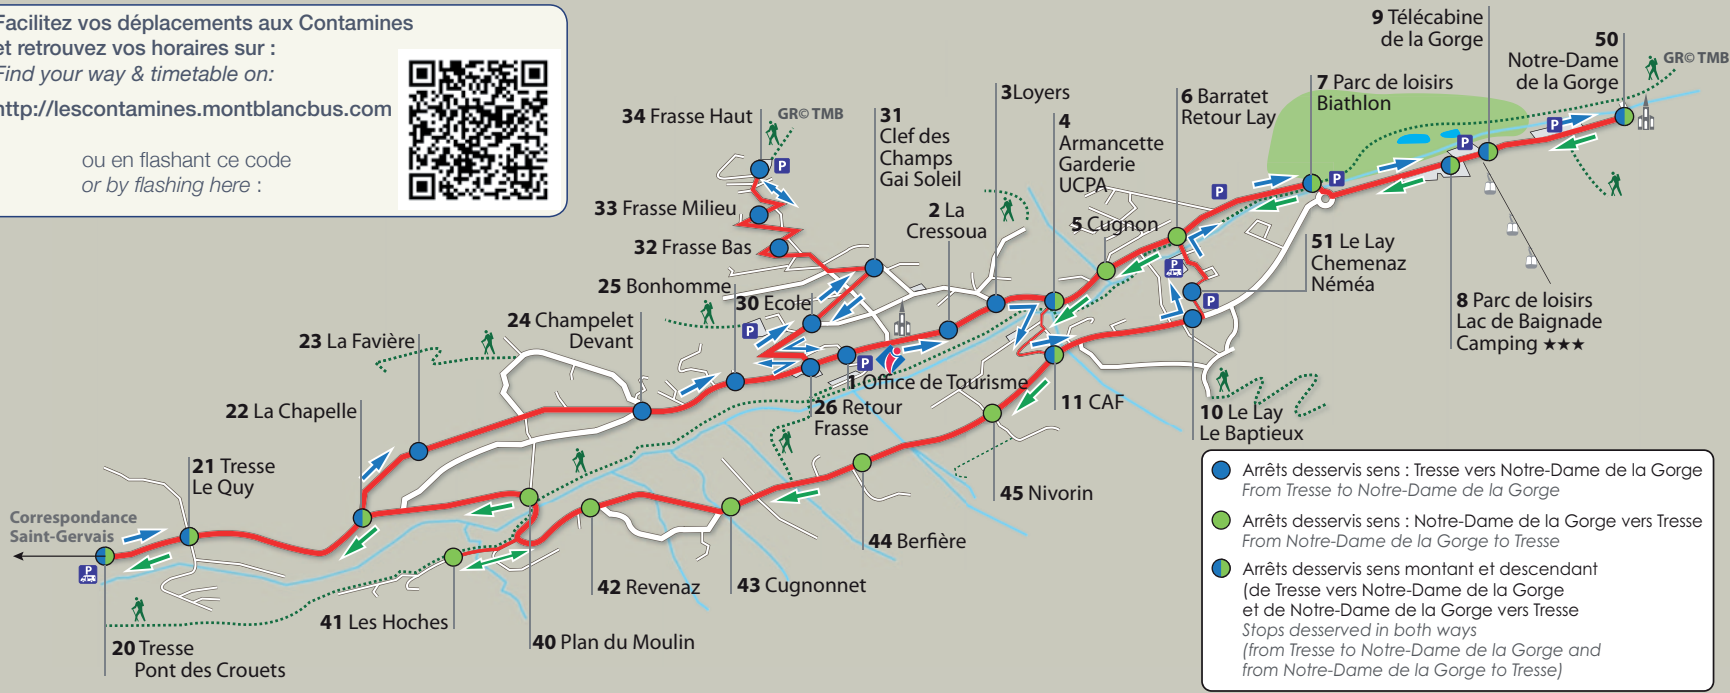 Facilitez vos déplacements aux Contamines
et retrouvez vos horaires sur :
Find your way & timetable on:
http://lescontamines.montblancbus.com
ou en flashant ce code
or by flashing here :
9 Télécabine
de la Gorge
50
Notre-Dame
de la Gorge
GR© TMB
7 Parc de loisirs
Biathlon
6 Barratet
Retour Lay
3Loyers
4
Armancette
Garderie
UCPA
34 Frasse Haut
GR© TMB
31
Clef des
Champs
Gai Soleil
33 Frasse Milieu
2 La
Cressoua
5 Cugnon
32 Frasse Bas
51 Le Lay
Chemenaz
Néméa
25 Bonhomme
30 Ecole
8 Parc de loisirs
Lac de Baignade
Camping ★★★
24 Champelet
Devant
23 La Favière
1 Office de Tourisme
26 Retour
Frasse
11 CAF
10 Le Lay
Le Baptieux
22 La Chapelle
21 Tresse
Le Quy
45 Nivorin
Correspondance
Saint-Gervais
44 Berfière
42 Revenaz
43 Cugnonnet
41 Les Hoches
40 Plan du Moulin
20 Tresse
Pont des Crouets
P
P
P
P
P
P
P
P
P
P
P
Arrêts desservis sens : Tresse vers Notre-Dame de la Gorge
From Tresse to Notre-Dame de la Gorge
Arrêts desservis sens : Notre-Dame de la Gorge vers Tresse
From Notre-Dame de la Gorge to Tresse
Arrêts desservis sens montant et descendant
(de Tresse vers Notre-Dame de la Gorge
et de Notre-Dame de la Gorge vers Tresse
Stops desserved in both ways
(from Tresse to Notre-Dame de la Gorge and
from Notre-Dame de la Gorge to Tresse)